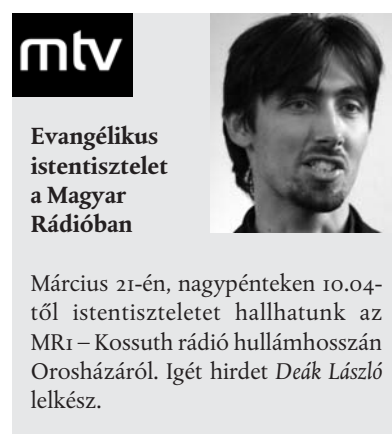 mtv
Evangélikus
istentisztelet
a Magyar
Rádióban
Március 21-én, nagypénteken 10.04-
től istentiszteletet hallhatunk az
MR1 – Kossuth rádió hullámhosszán
Orosházáról. Igét hirdet Deák László
lelkész.